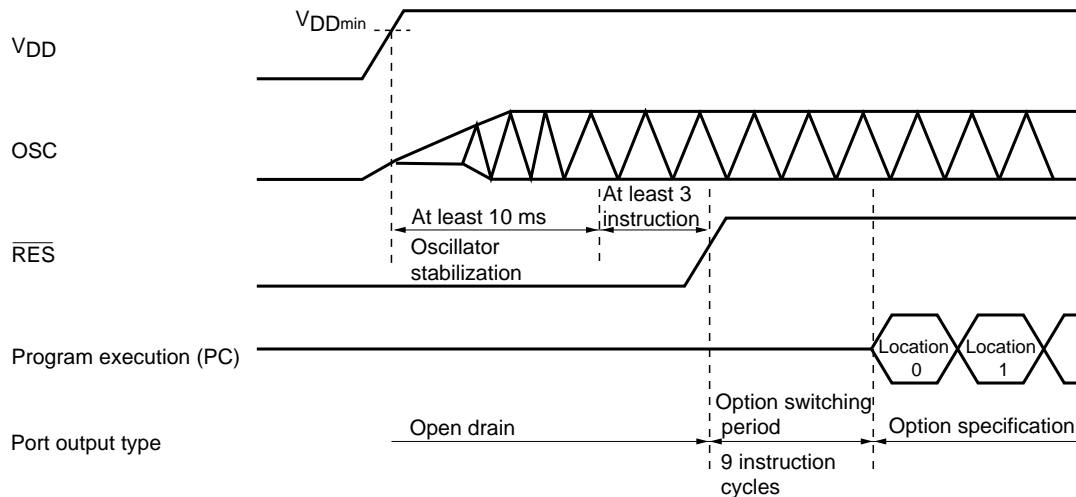 VDDmin
VDD
OSC
At least 10 ms
At least 3
instruction
RES
Oscillator
stabilization
Program execution (PC)
Location
0
Location
1
Port output type
Open drain
Option switching
period
Option specification
9 instruction
cycles